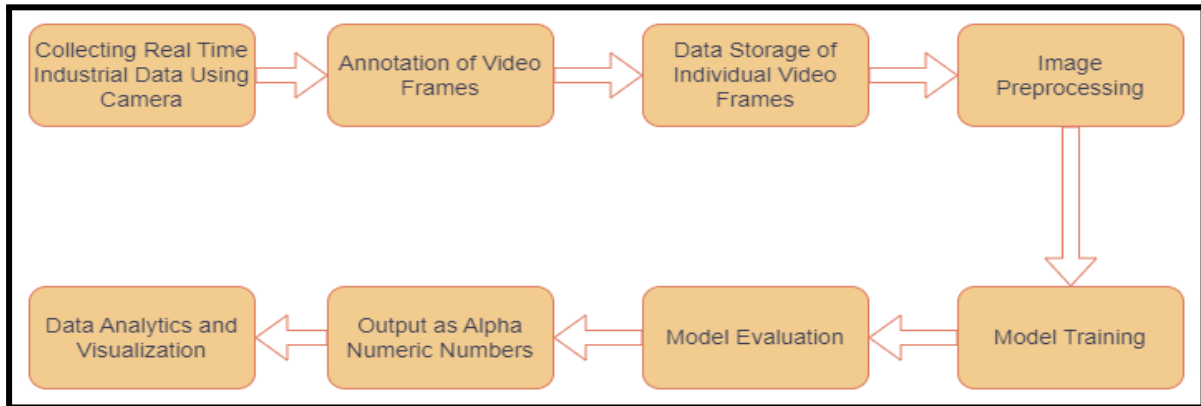 Collecting Real Time
Industrial Data Using
Camera
Annotation of Video
Frames
Data Storage of
Individual Video
Frames
Image
Preprocessing
Model Training
Model Evaluation
Output as Alpha
Numeric Numbers
Data Analytics and
Visualization